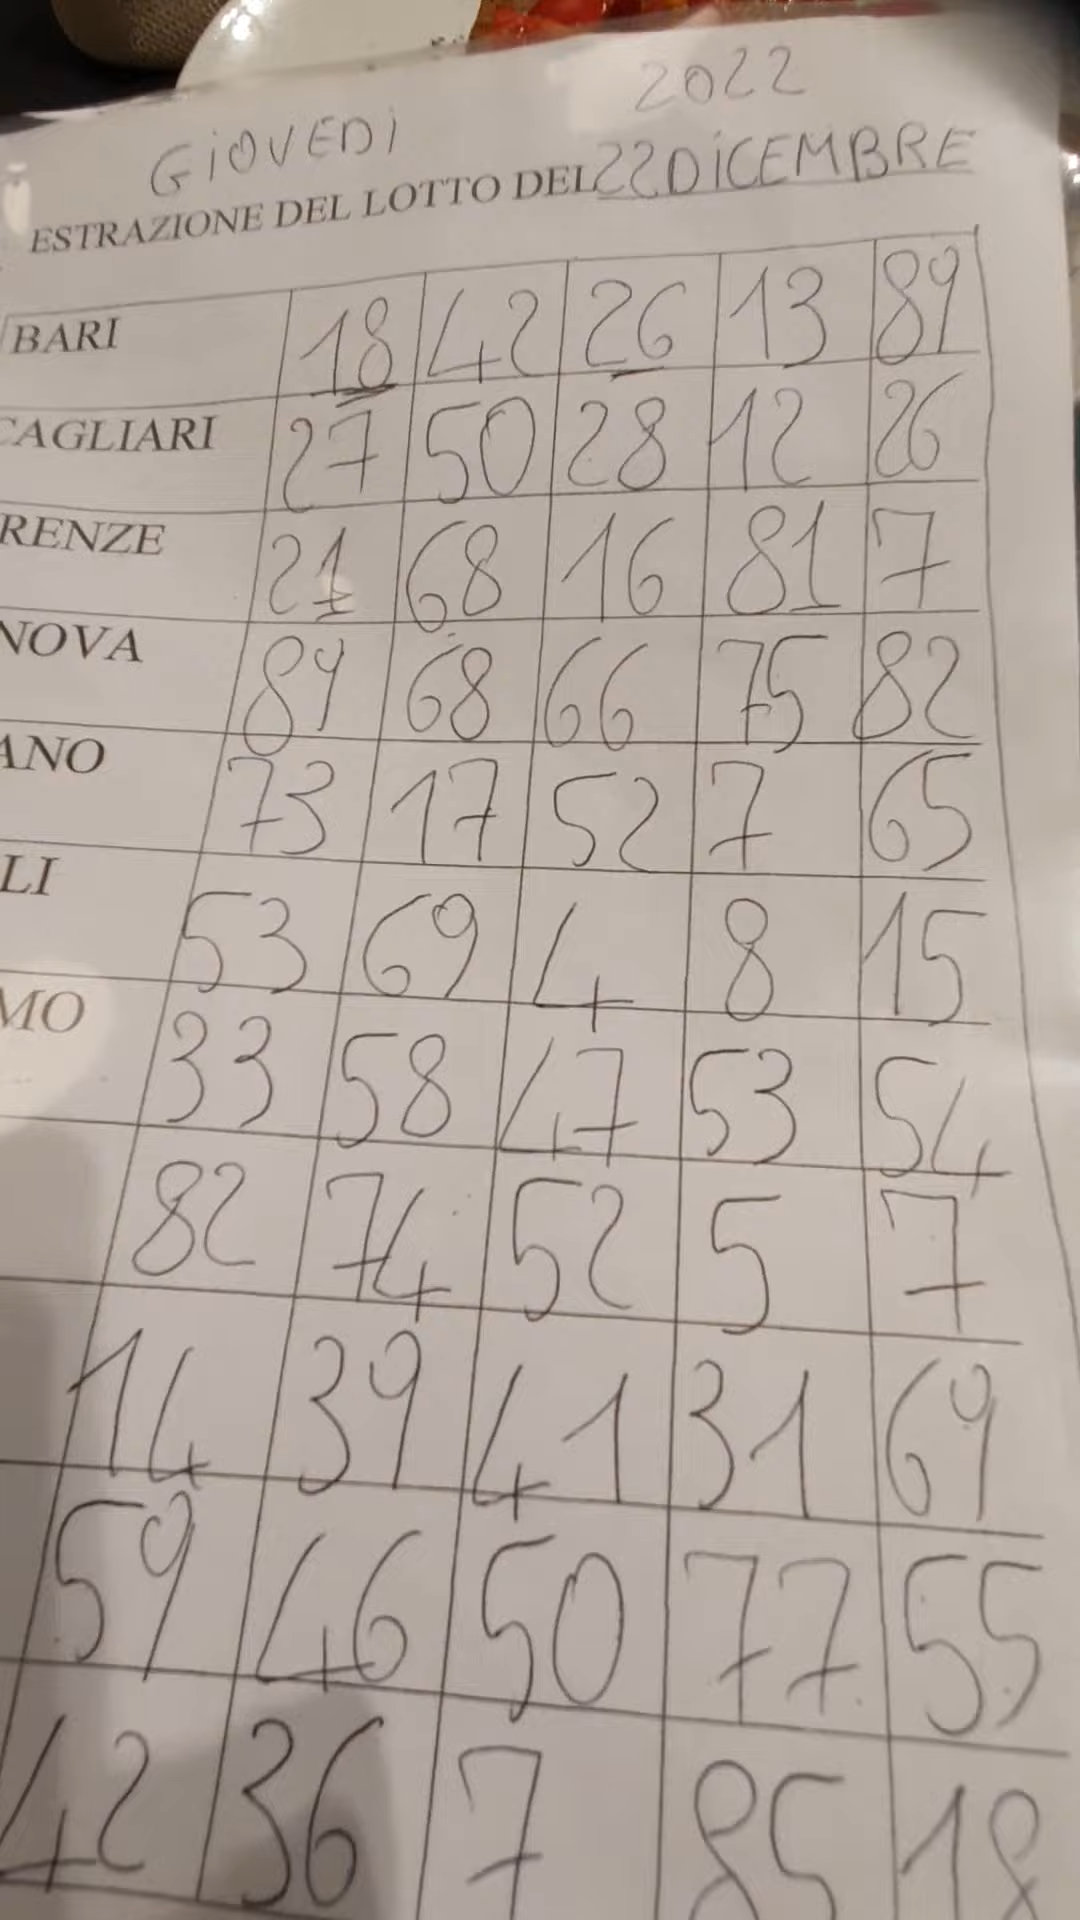 2022
GIOVEDI
ESTRAZIONE DEL LOTTO DEL 22 DICEMBRE
BARI 18 42 26 13 89
CAGLIARI 27 50 28 12 26
RENZE 21 68 16 81 7
NOVA 89 68 66 75 82
ANO 73 17 52 7 65
LI 53 69 4 8 15
MO 33 58 47 53 54
82 74 52 5 7
14 39 41 31 69
59 46 50 77 55
42 36 7 85 18